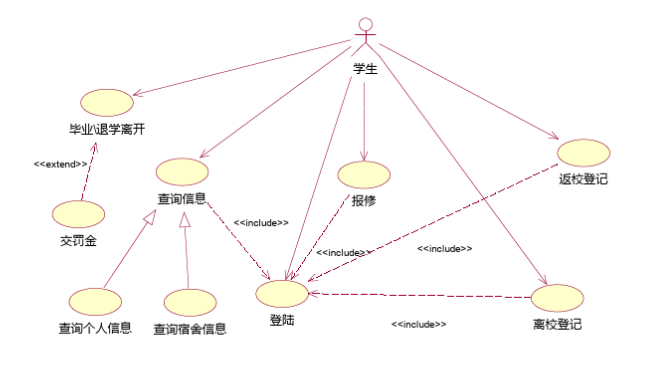 学生
毕业\退学离开
<<extend>>
返校登记
查询信息
报修
<<include>>
交罚金
<<include>>
<<include>>
登陆
查询个人信息
查询宿舍信息
<<include>>
离校登记